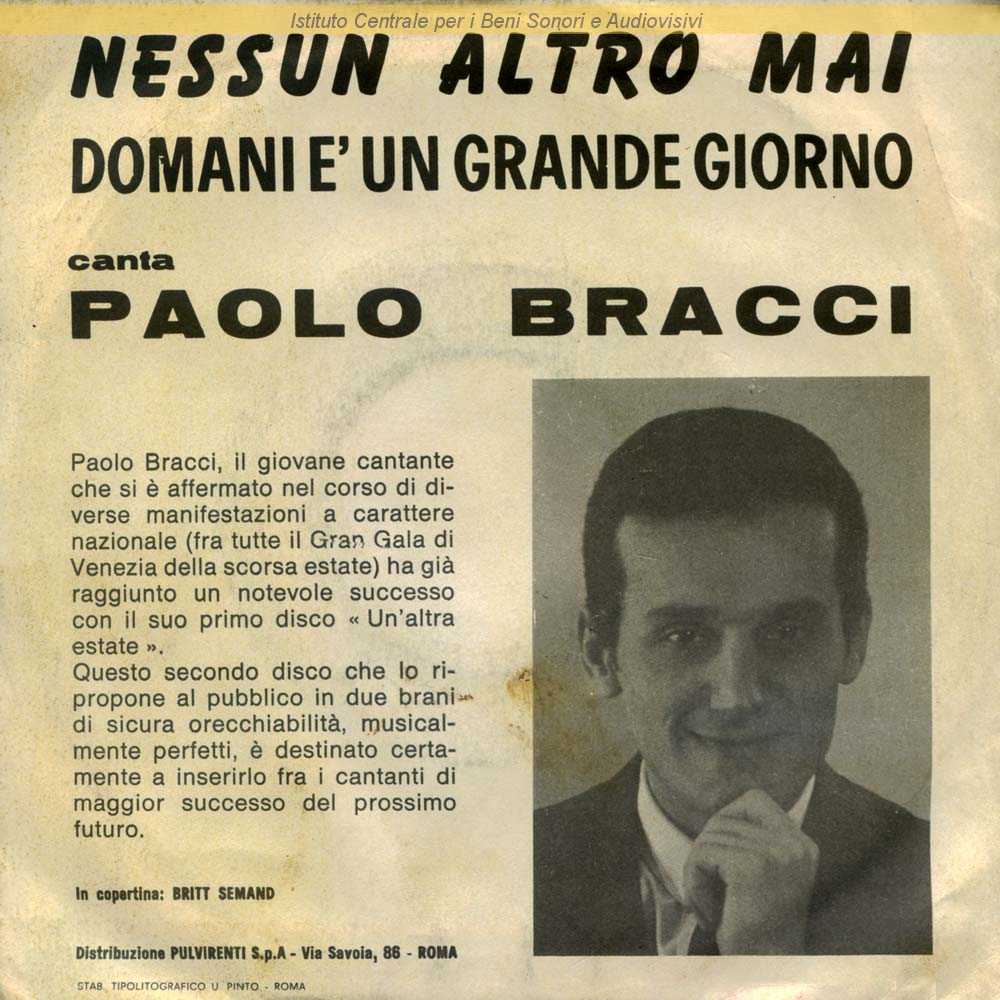 Istituto Centrale per i Beni Sonori e Audiovisivi
NESSUN ALTRO MAI
DOMANI E' UN GRANDE GIORNO
canta
PAOLO BRACCI
Paolo Bracci, il giovane cantante
che si è affermato nel corso di di-
verse manifestazioni a carattere
nazionale (fra tutte il Gran Gala di
Venezia della scorsa estate) ha già
raggiunto un notevole successo
con il suo primo disco « Un'altra
estate ».
Questo secondo disco che lo ri-
propone al pubblico in due brani
di sicura orecchiabilità, musical-
mente perfetti, è destinato certa-
mente a inserirlo fra i cantanti di
maggior successo del prossimo
futuro.
In copertina: BRITT SEMAND
Distribuzione PULVIRENTI S.p.A - Via Savoia, 86 - ROMA
STAB. TIPOLITOGRAFICO U. PINTO - ROMA